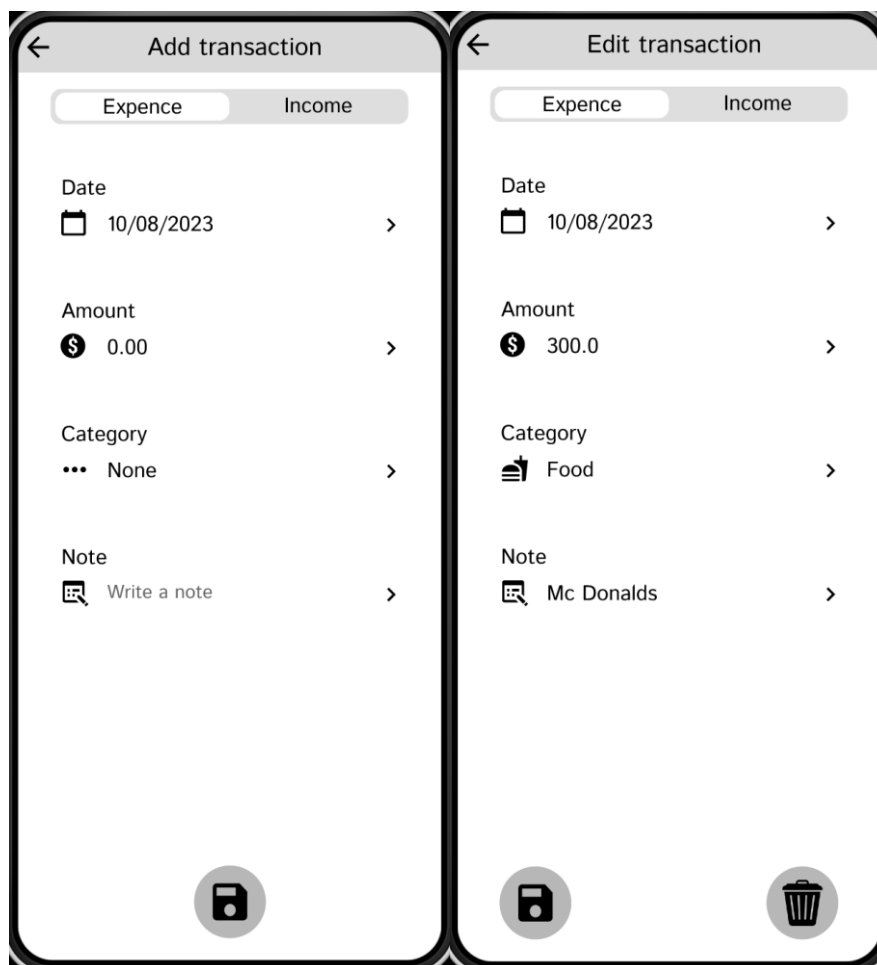 Add transaction
Expence Income
Date
10/08/2023
Amount
$ 0.00
Category
None
Note
Write a note
Edit transaction
Expence Income
Date
10/08/2023
Amount
$ 300.0
Category
Food
Note
Mc Donalds